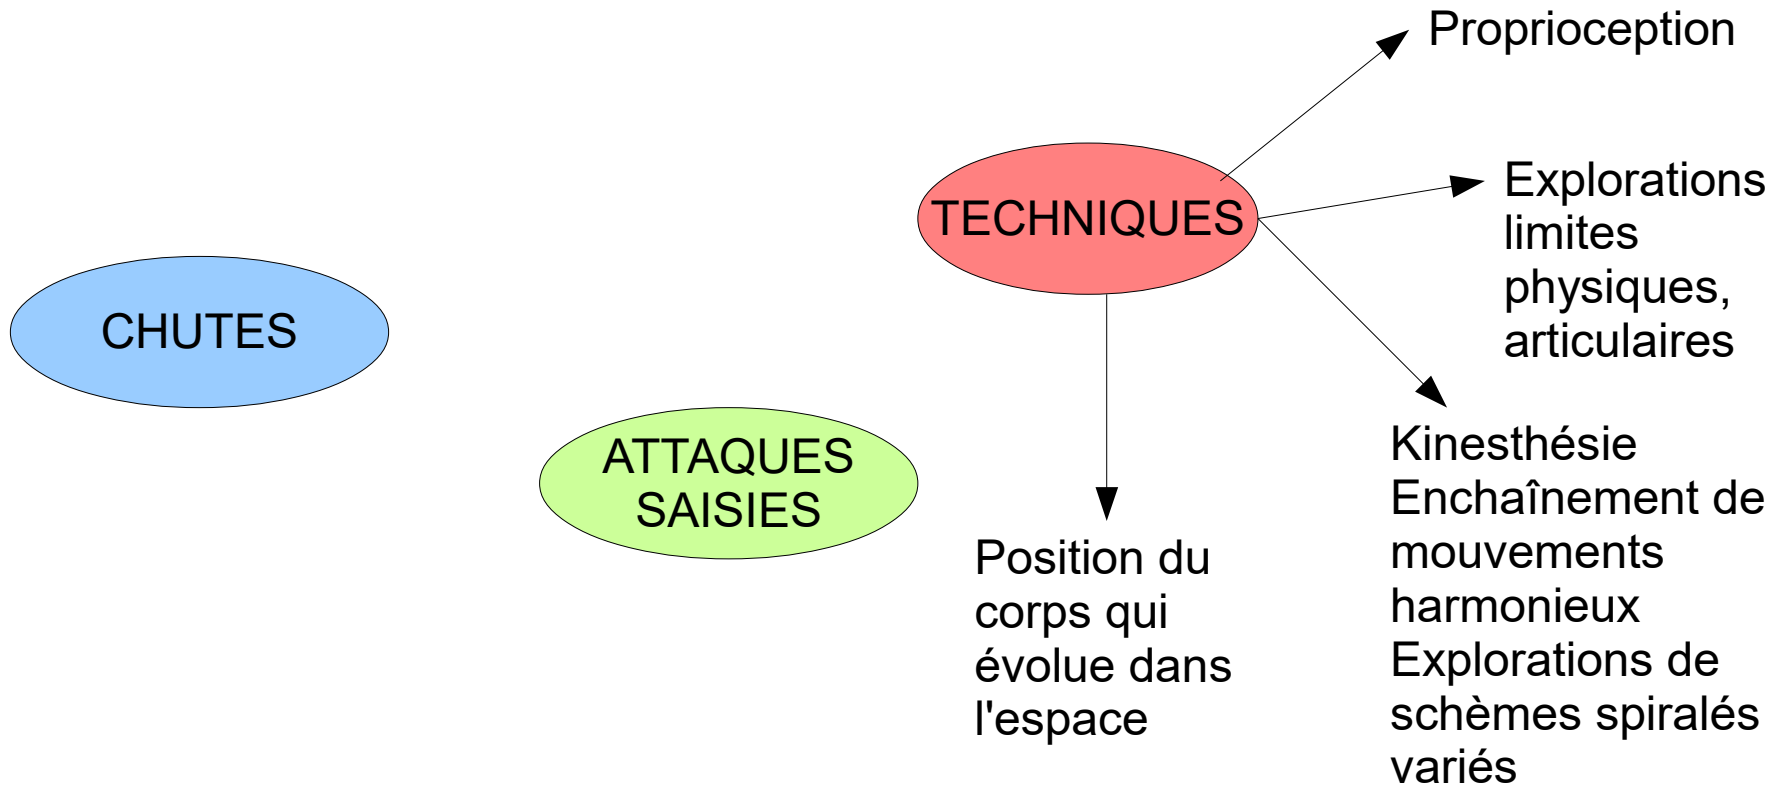 Proprioception
TECHNIQUES
Explorations
limites
physiques,
articulaires
CHUTES
ATTAQUES
SAISIES
Position du
corps qui
évolue dans
l'espace
Kinesthésie
Enchaînement de
mouvements
harmonieux
Explorations de
schèmes spiralés
variés